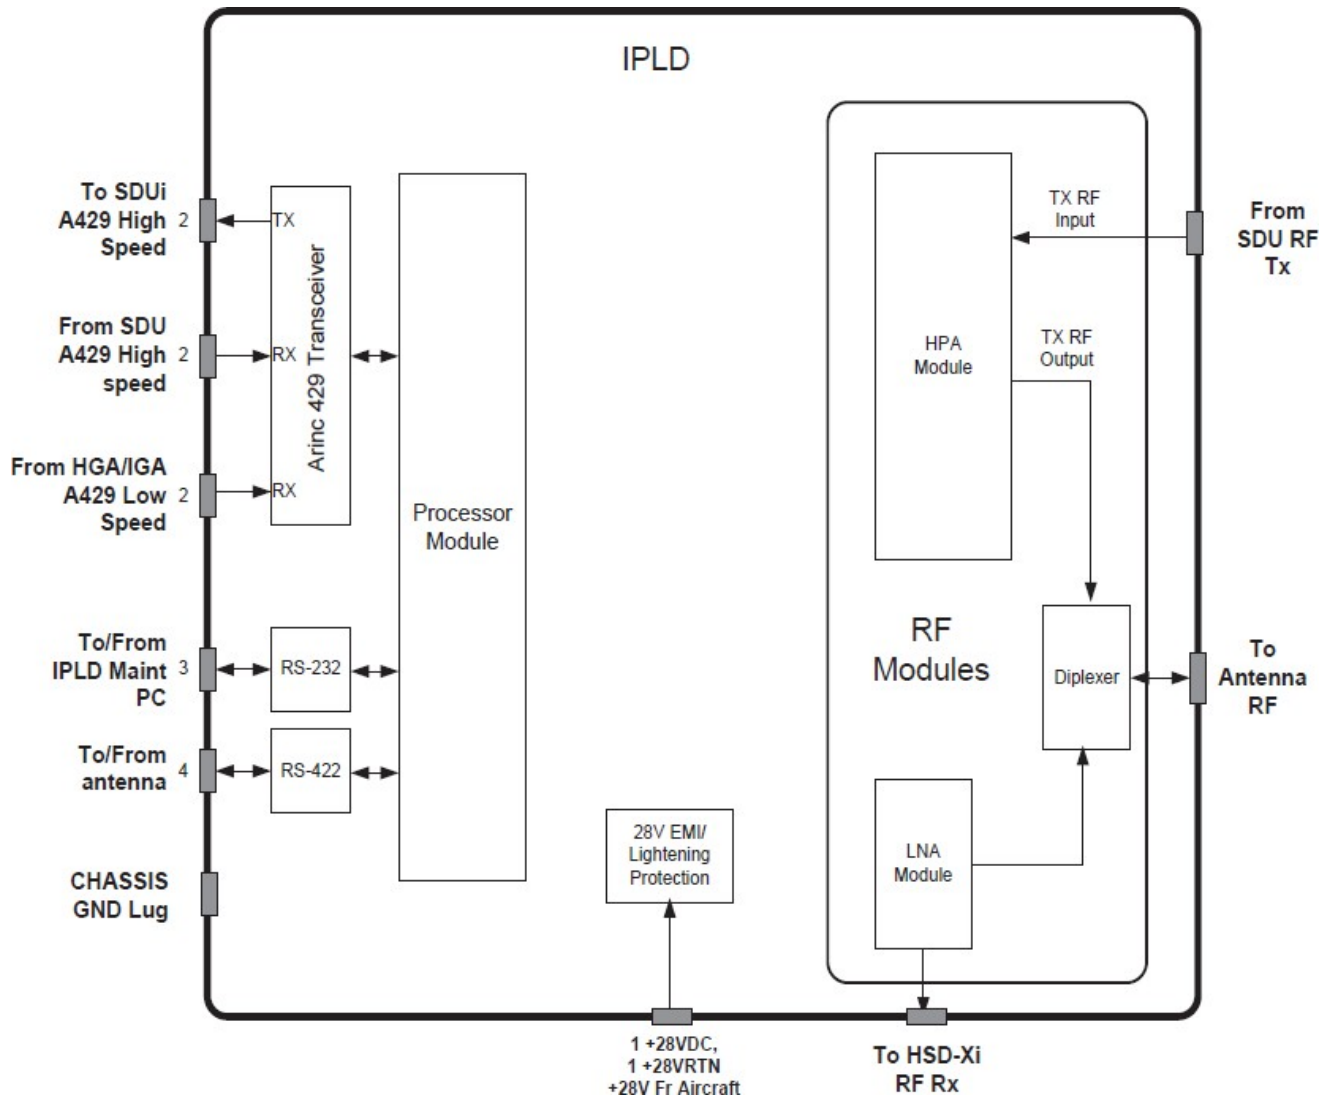 IPLD
To SDUi
A429 High
Speed
2
TX
From SDU
A429 High
speed
2
RX
From HGA/IGA
A429 Low
Speed
2
RX
Arinc 429 Transceiver
Processor
Module
To/From
IPLD Maint
PC
3
RS-232
To/From
antenna
4
RS-422
CHASSIS
GND Lug
28V EMI/
Lightening
Protection
1 +28VDC,
1 +28VRTN
+28V Fr Aircraft
HPA
Module
TX RF
Input
TX RF
Output
From
SDU RF
Tx
RF
Modules
Diplexer
To
Antenna
RF
LNA
Module
To HSD-Xi
RF Rx